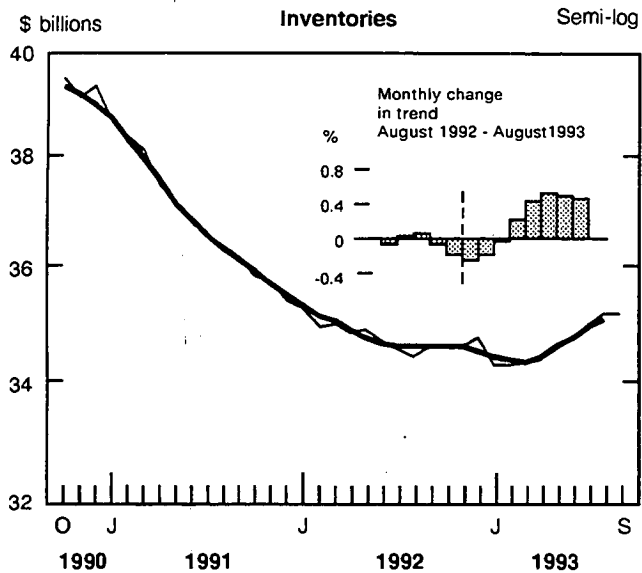 $ billions
Inventories
Semi-log
40
38
36
34
32
Monthly change
in trend
August 1992 - August1993
%
0.8
0.4
0
-0.4
O J J J S
1990 1991 1992 1993